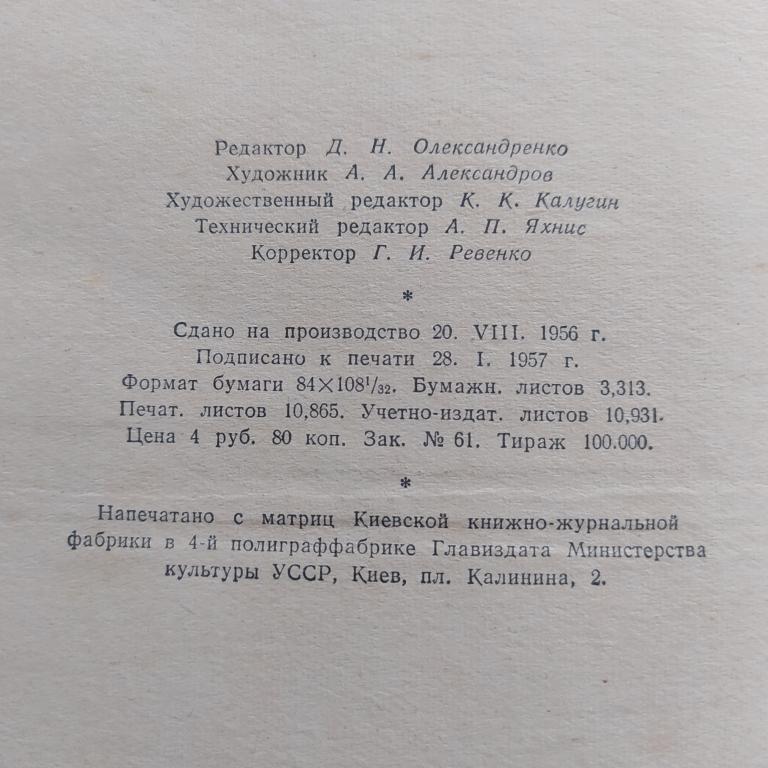 Редактор Д. Н. Олександренко
Художник А. А. Александров
Художественный редактор К. К. Калугин
Технический редактор А. П. Яхнис
Корректор Г. И. Ревенко
*
Сдано на производство 20. VIII. 1956 г.
Подписано к печати 28. I. 1957 г.
Формат бумаги 84×108¹/₃₂. Бумажн. листов 3,313.
Печат. листов 10,865. Учетно-издат. листов 10,931.
Цена 4 руб. 80 коп. Зак. № 61. Тираж 100.000.
*
Напечатано с матриц Киевской книжно-журнальной
фабрики в 4-й полиграффабрике Главиздата Министерства
культуры УССР, Киев, пл. Калинина, 2.